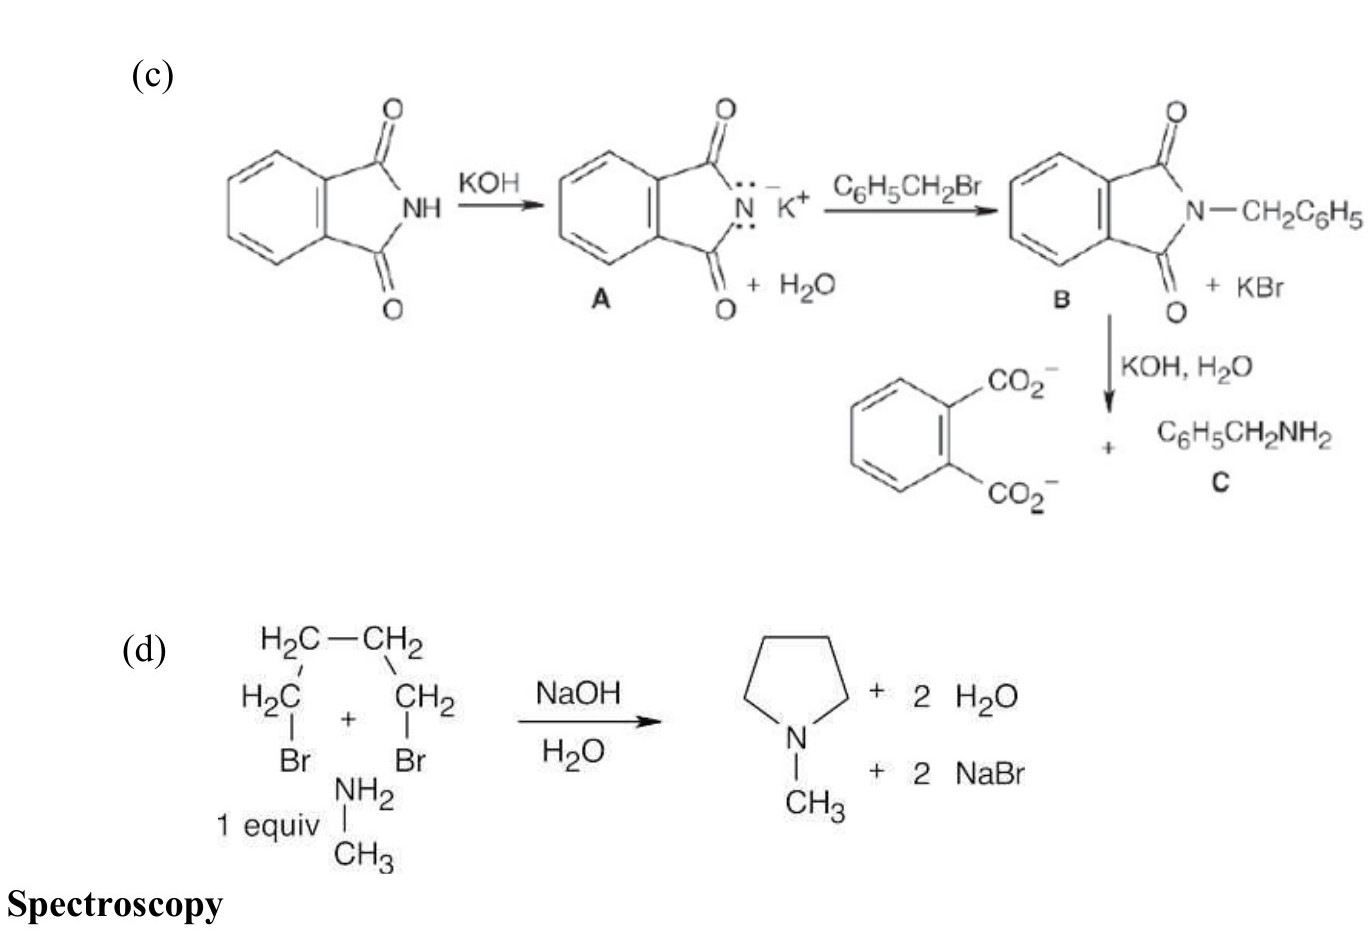 (c)
O O O
KOH C₆H₅CH₂Br
NH N⁻ K⁺ N—CH₂C₆H₅
+ H₂O + KBr
A B
O O O
KOH, H₂O
CO₂⁻
+ C₆H₅CH₂NH₂
C
CO₂⁻
(d)
H₂C—CH₂
H₂C + CH₂ NaOH + 2 H₂O
Br Br H₂O N
NH₂ + 2 NaBr
1 equiv CH₃
CH₃
Spectroscopy